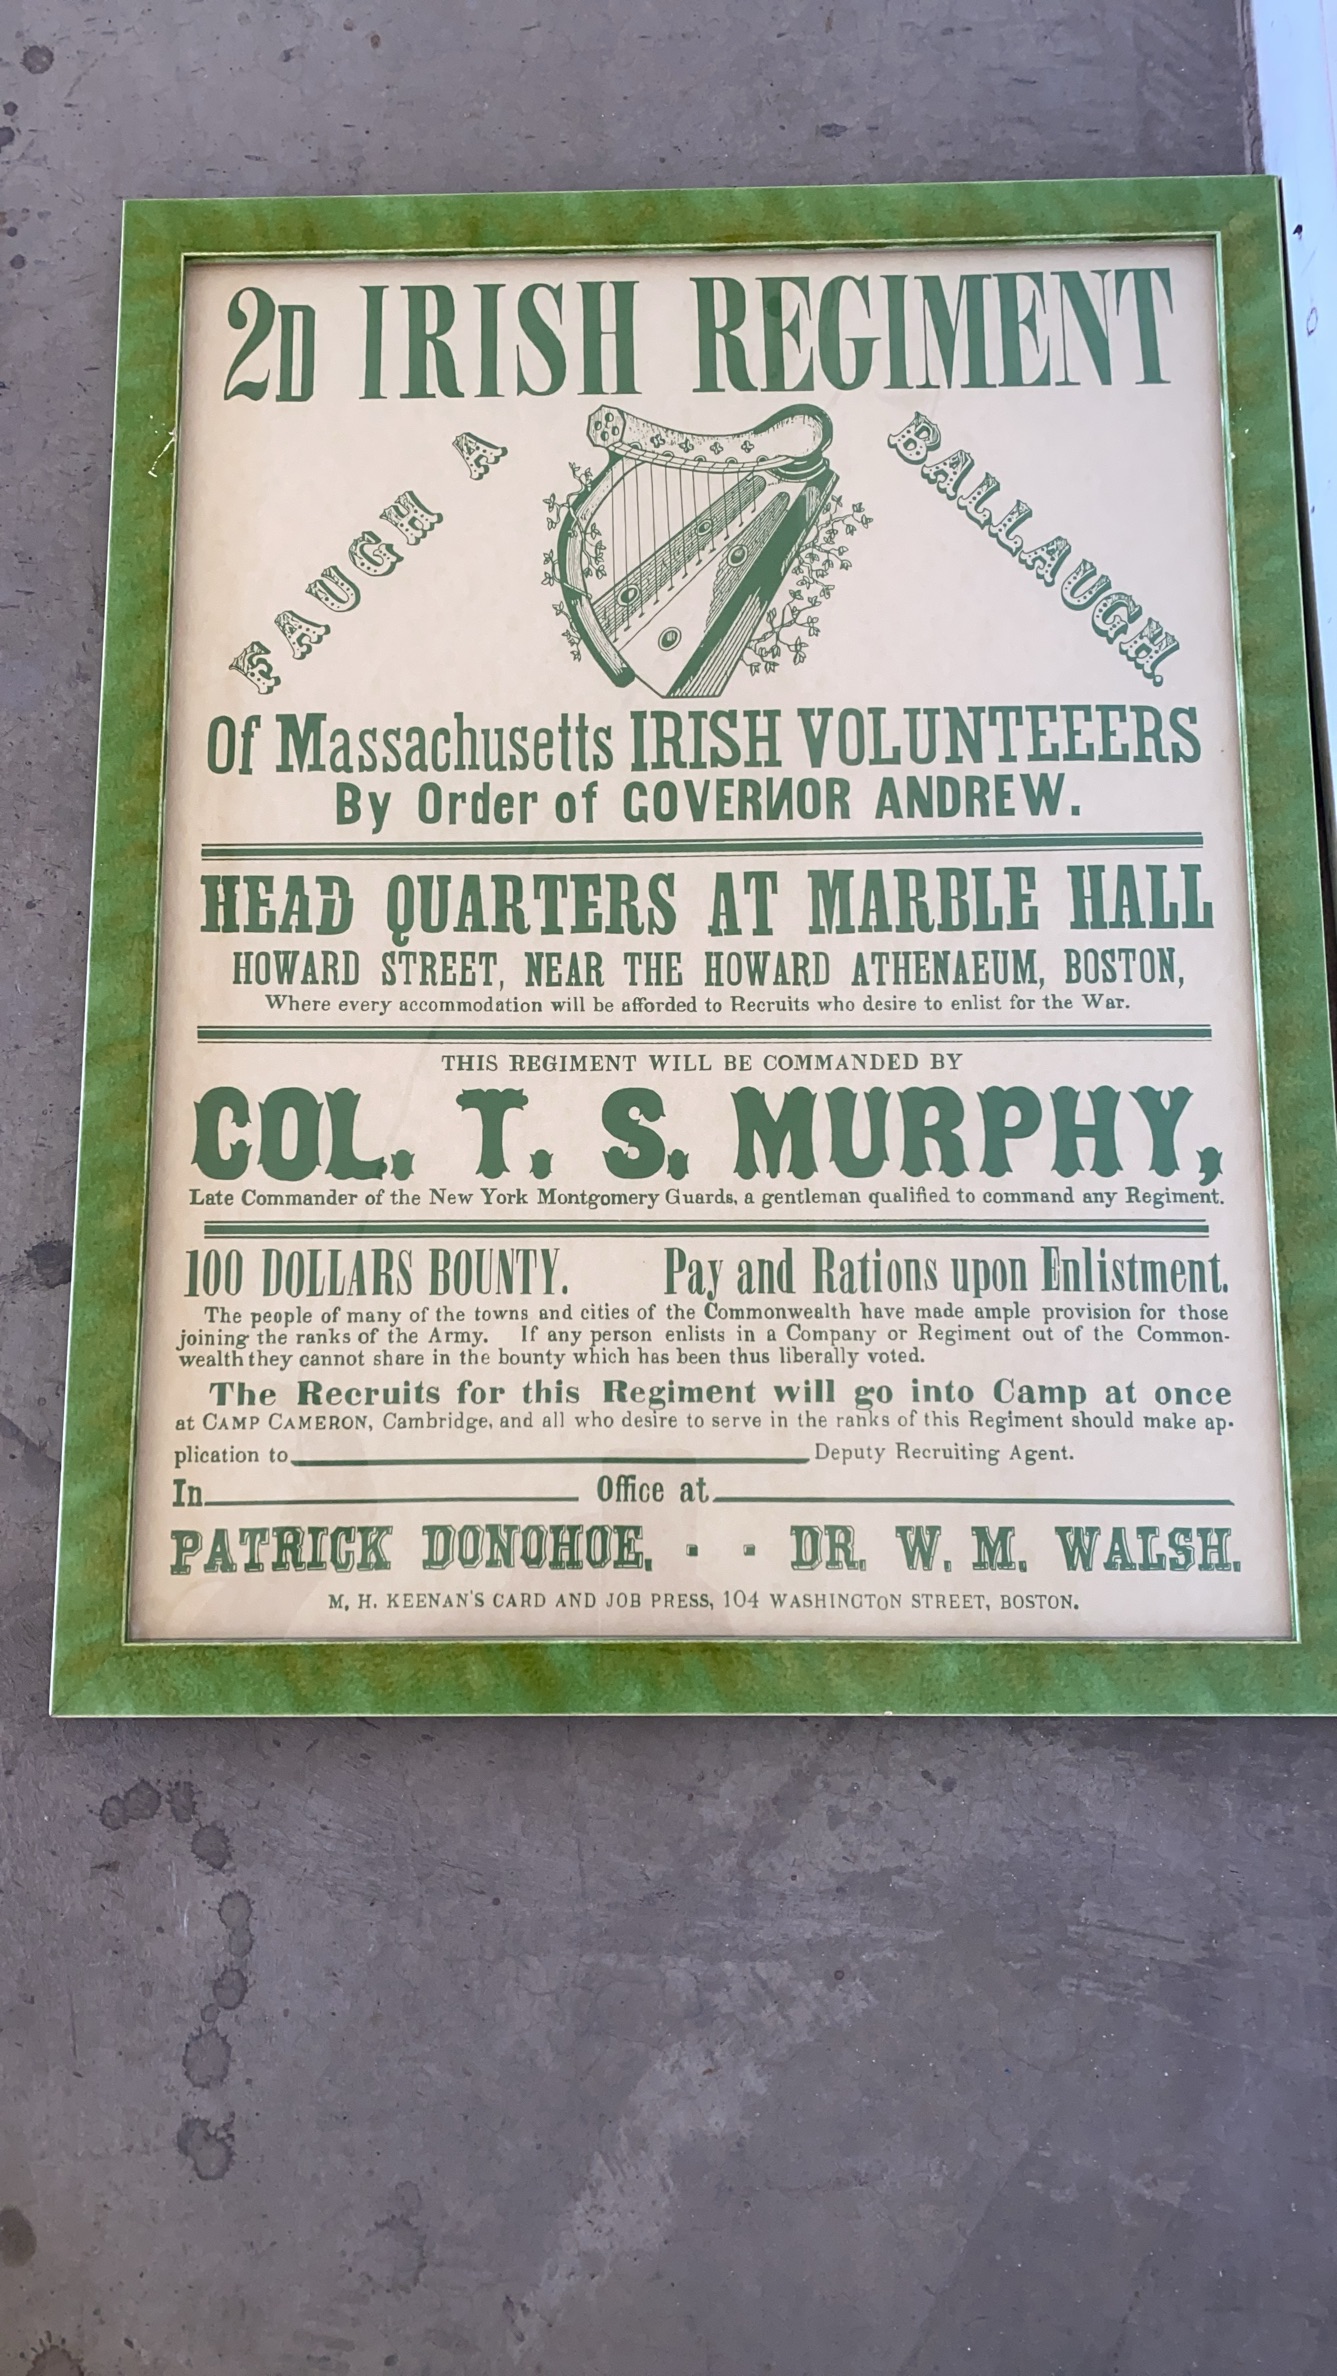 2D IRISH REGIMENT
FAUGH A BALLAUGH.
Of Massachusetts IRISH VOLUNTEEERS
By Order of GOVERNOR ANDREW.
HEAD QUARTERS AT MARBLE HALL
HOWARD STREET, NEAR THE HOWARD ATHENAEUM, BOSTON,
Where every accommodation will be afforded to Recruits who desire to enlist for the War.
THIS REGIMENT WILL BE COMMANDED BY
COL. T. S. MURPHY,
Late Commander of the New York Montgomery Guards, a gentleman qualified to command any Regiment.
100 DOLLARS BOUNTY. Pay and Rations upon Enlistment.
The people of many of the towns and cities of the Commonwealth have made ample provision for those
joining the ranks of the Army. If any person enlists in a Company or Regiment out of the Common-
wealth they cannot share in the bounty which has been thus liberally voted.
The Recruits for this Regiment will go into Camp at once
at CAMP CAMERON, Cambridge, and all who desire to serve in the ranks of this Regiment should make ap-
plication to____________Deputy Recruiting Agent.
In____________ Office at____________
PATRICK DONOHOE, - - DR. W. M. WALSH.
M, H. KEENAN'S CARD AND JOB PRESS, 104 WASHINGTON STREET, BOSTON.